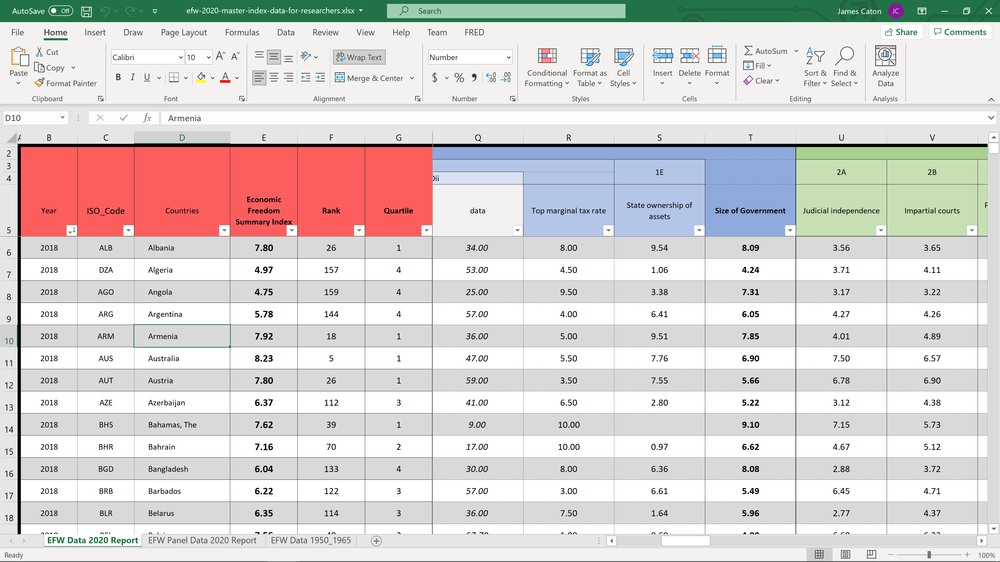 AutoSave Off efw-2020-master-index-data-for-researchers.xlsx Search James Caton JC
File Home Insert Draw Page Layout Formulas Data Review View Help Team FRED Share Comments
Paste Cut Copy Format Painter Clipboard
Calibri 10 B I U A Font
Wrap Text Merge & Center Alignment
Number $ % Number
Conditional Formatting Format as Table Cell Styles Styles
Insert Delete Format Cells
AutoSum Fill Clear Sort & Filter Find & Select Editing
Analyze Data Analysis
D10 fx Armenia
B C D E F G Q R S T U V
2
3 1E 2A 2B
4
5 Year ISO_Code Countries Economic Freedom Summary Index Rank Quartile data Top marginal tax rate State ownership of assets Size of Government Judicial independence Impartial courts
6 2018 ALB Albania 7.80 26 1 34.00 8.00 9.54 8.09 3.56 3.65
7 2018 DZA Algeria 4.97 157 4 53.00 4.50 1.06 4.24 3.71 4.11
8 2018 AGO Angola 4.75 159 4 25.00 9.50 3.38 7.31 3.17 3.22
9 2018 ARG Argentina 5.78 144 4 57.00 4.00 6.41 6.05 4.27 4.26
10 2018 ARM Armenia 7.92 18 1 36.00 5.00 9.51 7.85 4.01 4.89
11 2018 AUS Australia 8.23 5 1 47.00 5.50 7.76 6.90 7.50 6.57
12 2018 AUT Austria 7.80 26 1 59.00 3.50 7.55 5.66 6.78 6.90
13 2018 AZE Azerbaijan 6.37 112 3 41.00 6.50 2.80 5.22 3.12 4.38
14 2018 BHS Bahamas, The 7.62 39 1 9.00 10.00 9.10 7.15 5.73
15 2018 BHR Bahrain 7.16 70 2 17.00 10.00 0.97 6.62 4.67 5.12
16 2018 BGD Bangladesh 6.04 133 4 30.00 8.00 6.36 8.08 2.88 3.72
17 2018 BRB Barbados 6.22 122 3 57.00 3.00 6.61 5.49 6.45 4.71
18 2018 BLR Belarus 6.35 114 3 36.00 7.50 1.64 5.96 2.77 4.37
EFW Data 2020 Report EFW Panel Data 2020 Report EFW Data 1950_1965
Ready 100%